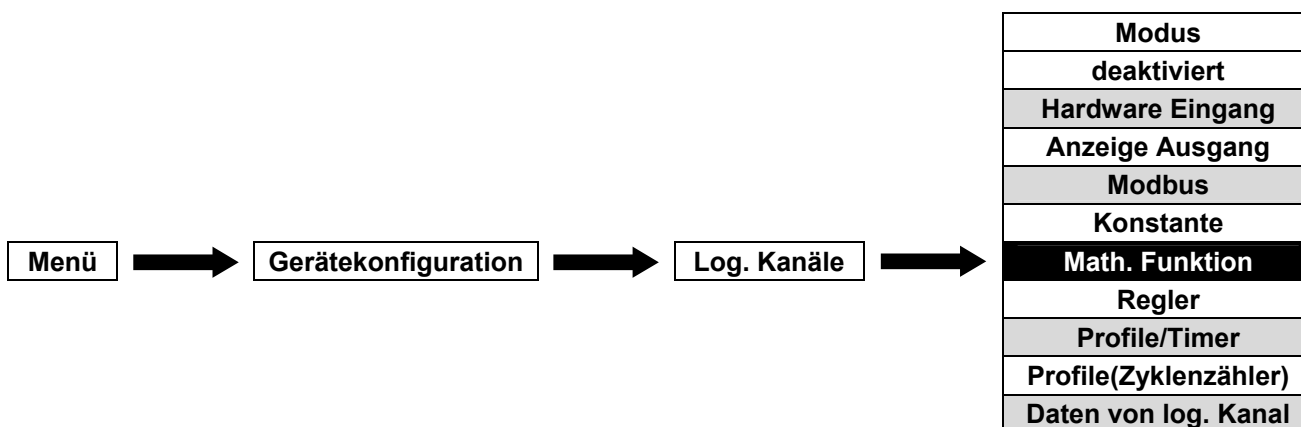 Modus
deaktiviert
Hardware Eingang
Anzeige Ausgang
Modbus
Konstante
Menü Gerätekonfiguration Log. Kanäle Math. Funktion
Regler
Profile/Timer
Profile(Zyklenzähler)
Daten von log. Kanal